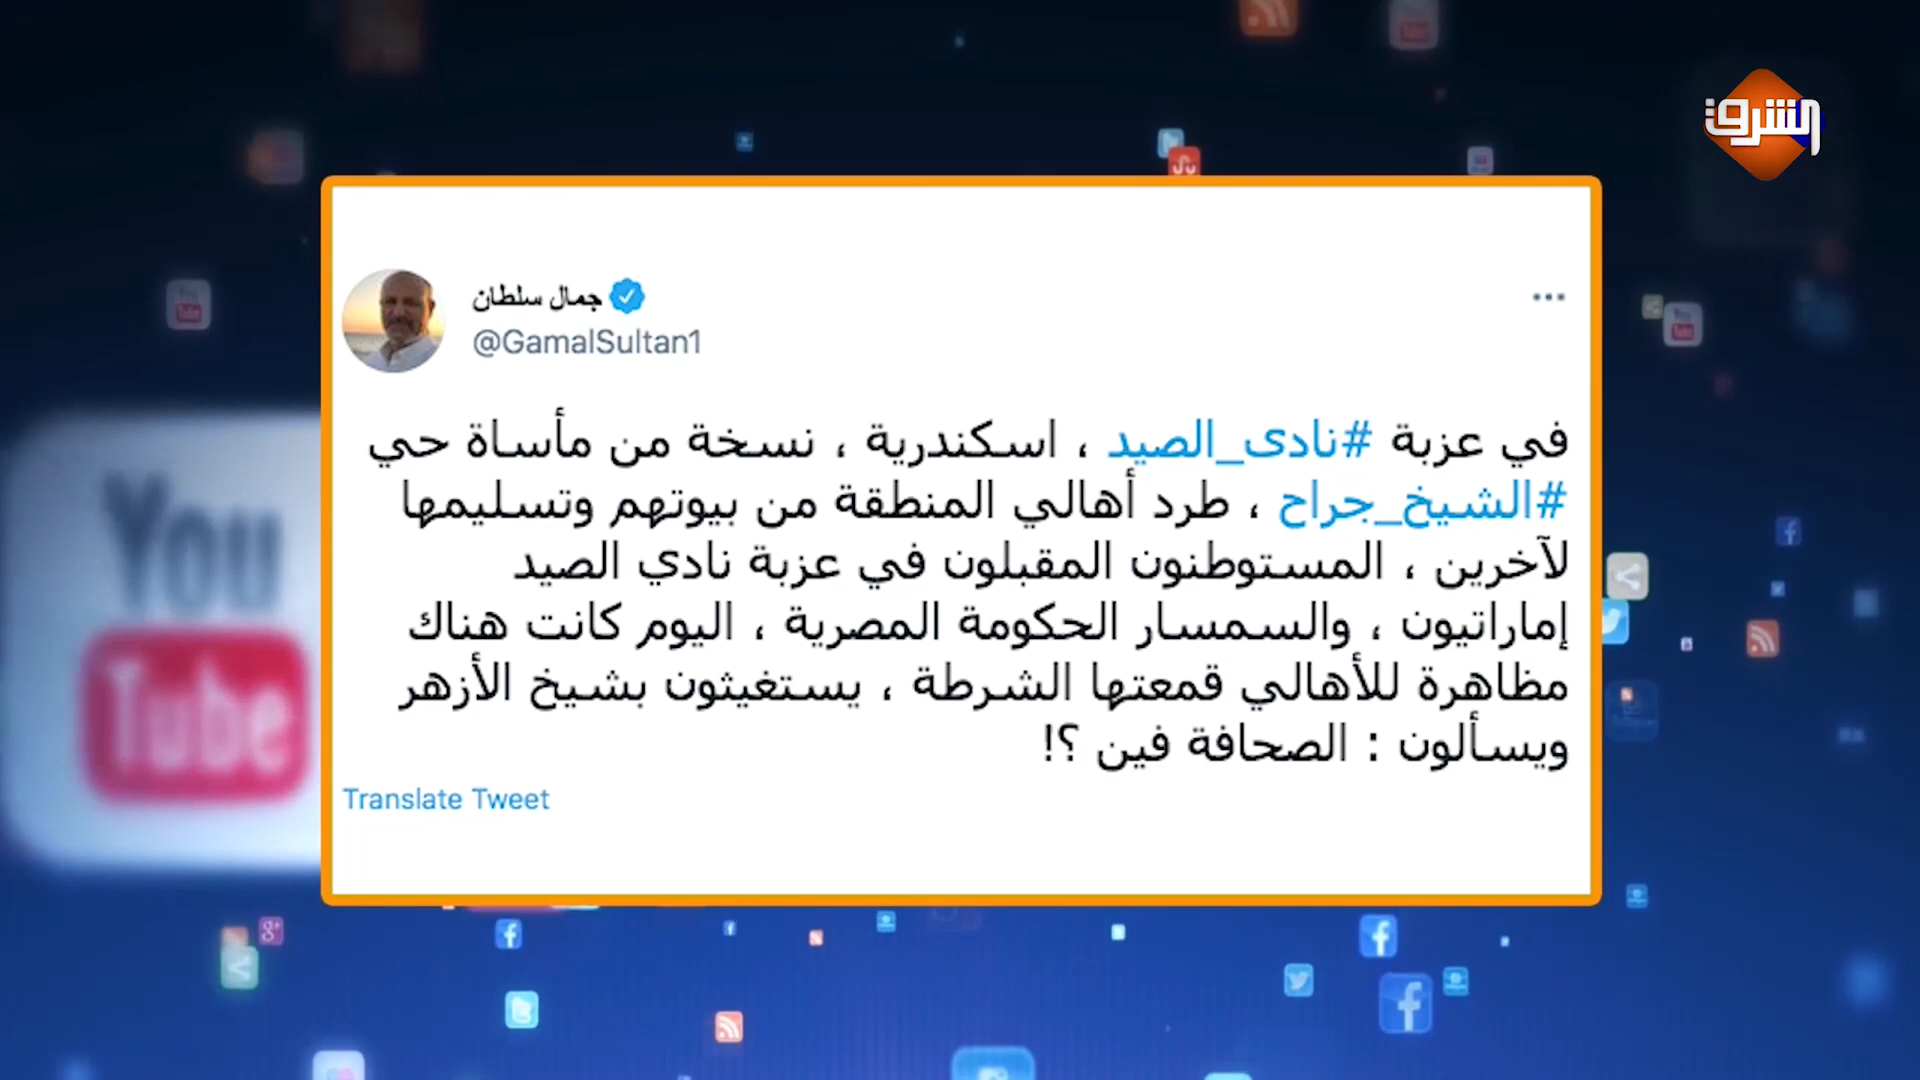 الشرق
جمال سلطان
@GamalSultan1
في عزبة #نادى_الصيد ، اسكندرية ، نسخة من مأساة حي
#الشيخ_جراح ، طرد أهالي المنطقة من بيوتهم وتسليمها
لآخرين ، المستوطنون المقبلون في عزبة نادي الصيد
إماراتيون ، والسمسار الحكومة المصرية ، اليوم كانت هناك
مظاهرة للأهالي قمعتها الشرطة ، يستغيثون بشيخ الأزهر
ويسألون : الصحافة فين ؟!
Translate Tweet
You
Tube